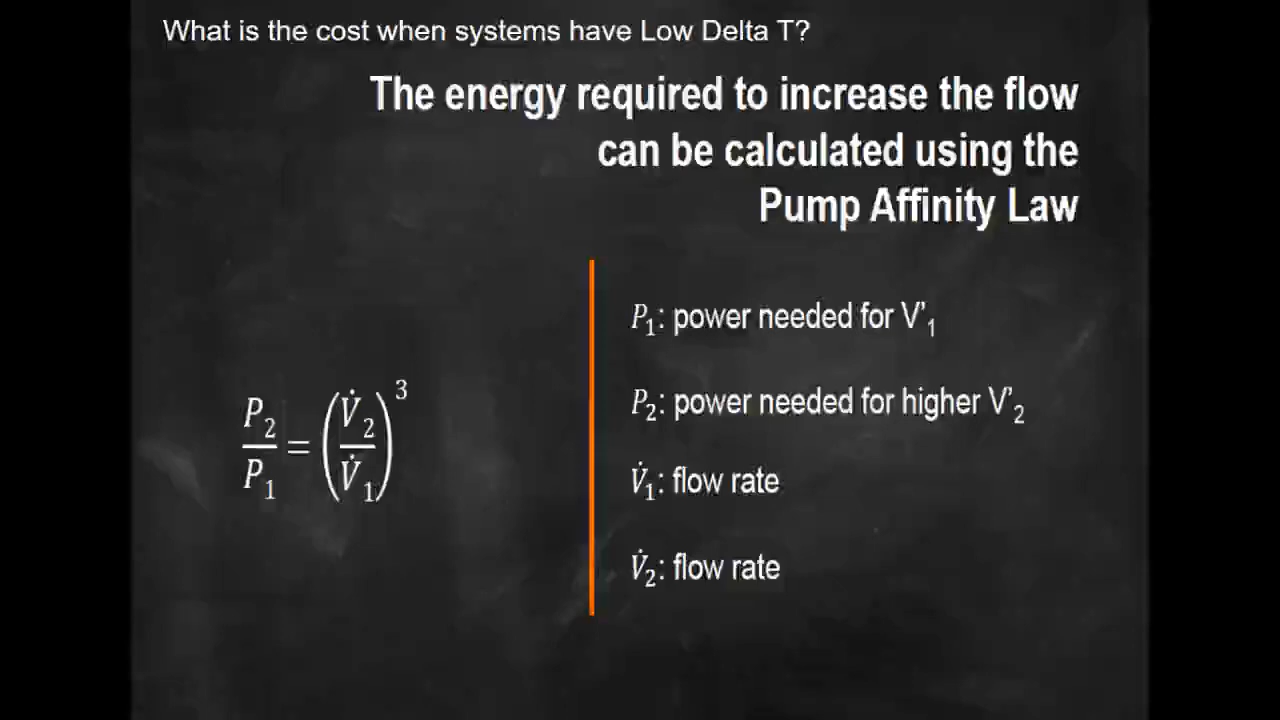 What is the cost when systems have Low Delta T?
The energy required to increase the flow
can be calculated using the
Pump Affinity Law
P₂/P₁ = (V̇₂/V̇₁)³
P₁: power needed for V'₁
P₂: power needed for higher V'₂
V̇₁: flow rate
V̇₂: flow rate